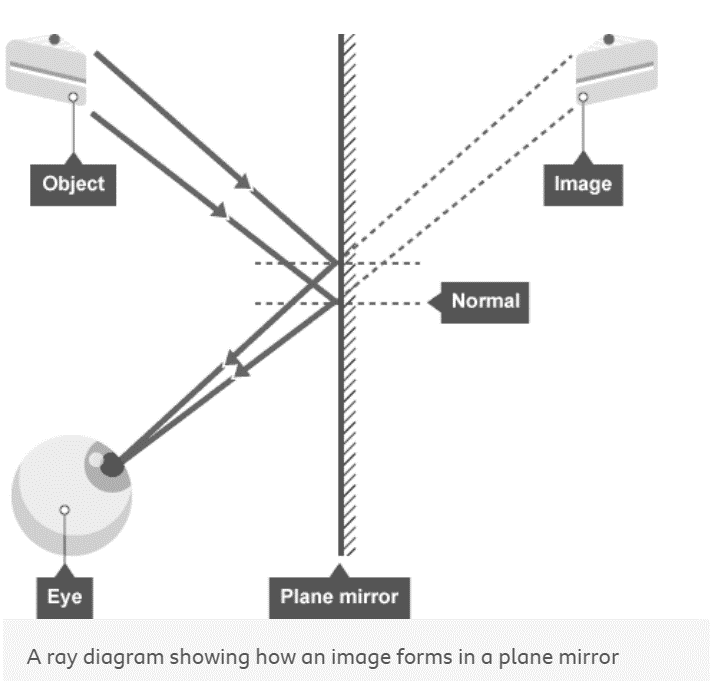 Object
Image
Normal
Eye
Plane mirror
A ray diagram showing how an image forms in a plane mirror